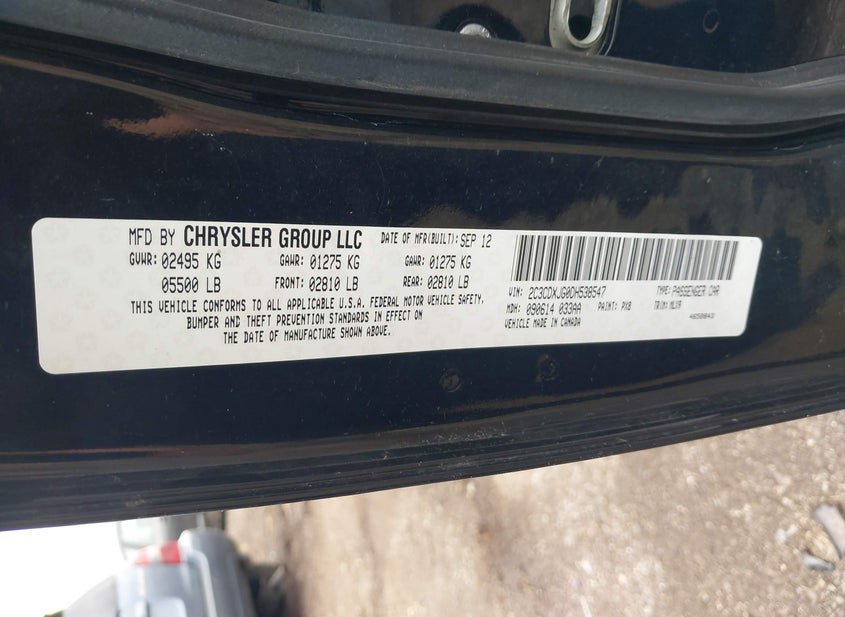 MFD BY CHRYSLER GROUP LLC
DATE OF MFR(BUILT): SEP 12
GVWR: 02495 KG GAWR: 01275 KG GAWR: 01275 KG
05500 LB FRONT: 02810 LB REAR: 02810 LB
THIS VEHICLE CONFORMS TO ALL APPLICABLE U.S.A. FEDERAL MOTOR VEHICLE SAFETY,
BUMPER AND THEFT PREVENTION STANDARDS IN EFFECT ON
THE DATE OF MANUFACTURE SHOWN ABOVE.
VIN: 2C3CDXJG0DH538547 TYPE: PASSENGER CAR
MDH: 090614 033AA PAINT: PX8 TRIM: MLX9
VEHICLE MADE IN CANADA